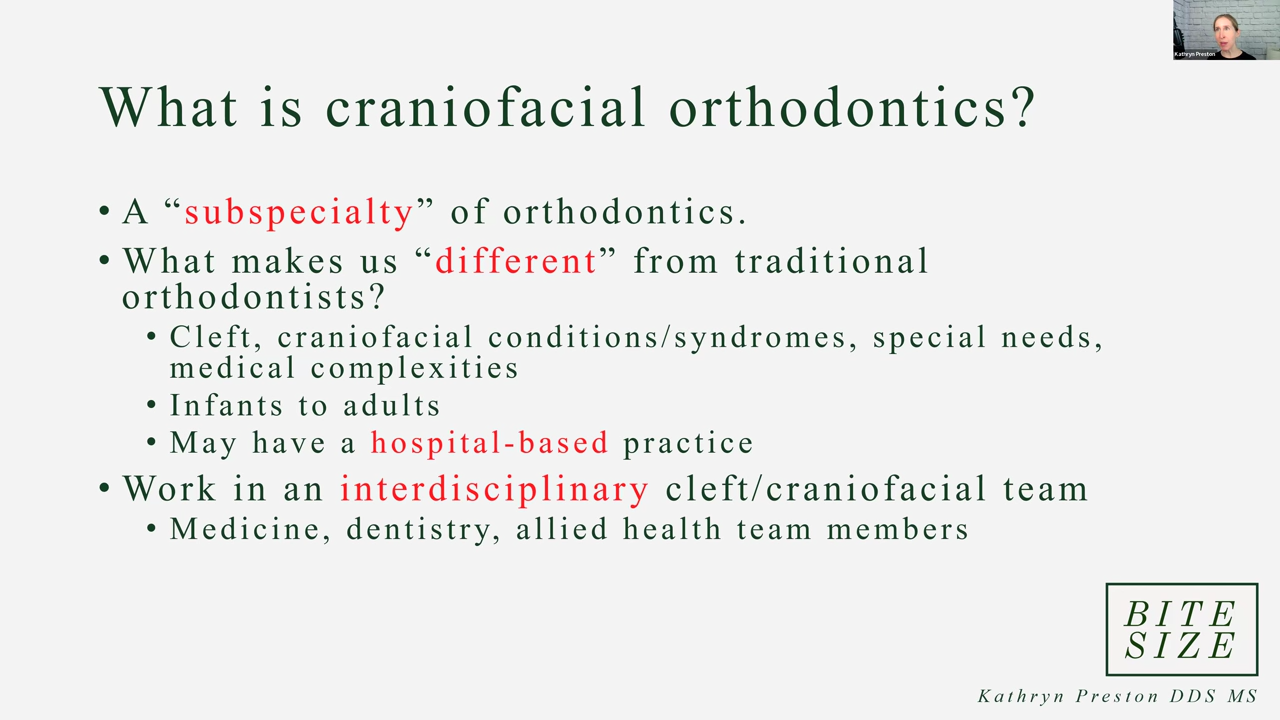 Kathryn Preston
What is craniofacial orthodontics?
• A “subspecialty” of orthodontics.
• What makes us “different” from traditional
orthodontists?
• Cleft, craniofacial conditions/syndromes, special needs,
medical complexities
• Infants to adults
• May have a hospital-based practice
• Work in an interdisciplinary cleft/craniofacial team
• Medicine, dentistry, allied health team members
BITE
SIZE
Kathryn Preston DDS MS